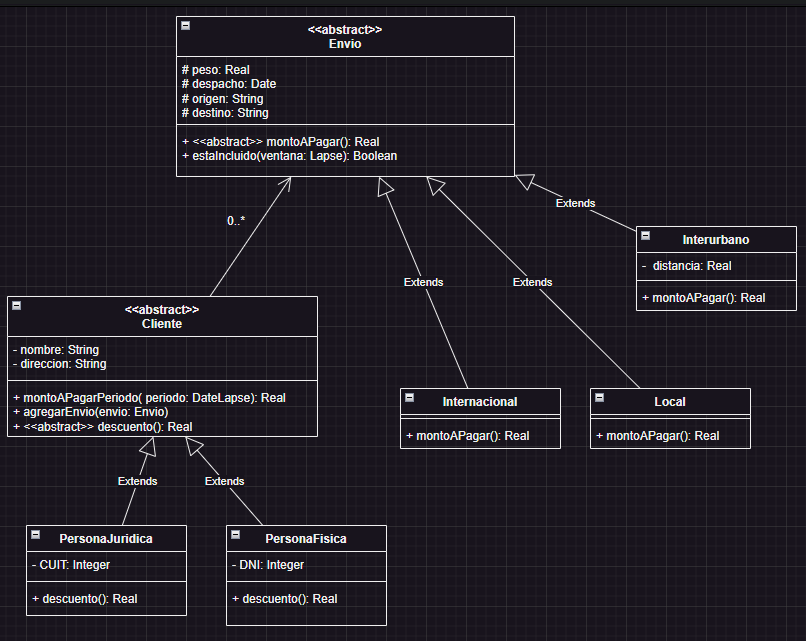 <<abstract>>
Envio
# peso: Real
# despacho: Date
# origen: String
# destino: String
+ <<abstract>> montoAPagar(): Real
+ estaIncluido(ventana: Lapse): Boolean
0..*
Extends
Extends
Extends
Interurbano
- distancia: Real
+ montoAPagar(): Real
<<abstract>>
Cliente
- nombre: String
- direccion: String
+ montoAPagarPeriodo( periodo: DateLapse): Real
+ agregarEnvio(envio: Envio)
+ <<abstract>> descuento(): Real
Internacional
+ montoAPagar(): Real
Local
+ montoAPagar(): Real
Extends
Extends
PersonaJuridica
- CUIT: Integer
+ descuento(): Real
PersonaFisica
- DNI: Integer
+ descuento(): Real